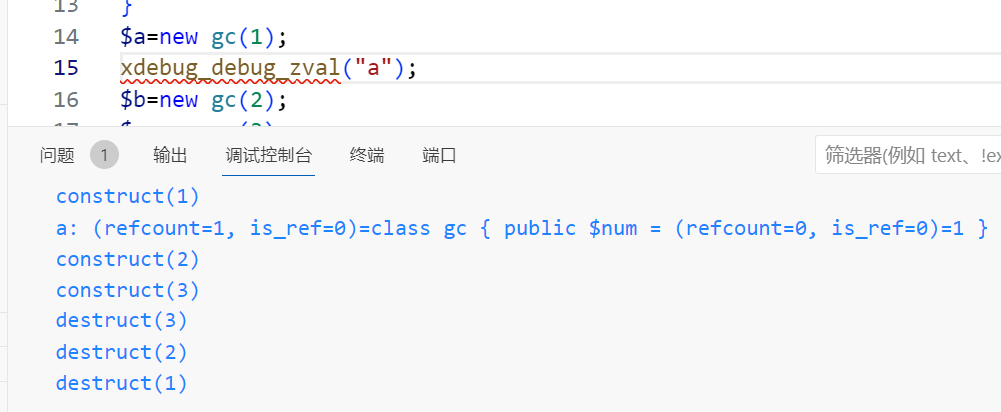 13 }
14 $a=new gc(1);
15 xdebug_debug_zval("a");
16 $b=new gc(2);
问题 1 输出 调试控制台 终端 端口 筛选器(例如 text、!ex
construct(1)
a: (refcount=1, is_ref=0)=class gc { public $num = (refcount=0, is_ref=0)=1 }
construct(2)
construct(3)
destruct(3)
destruct(2)
destruct(1)